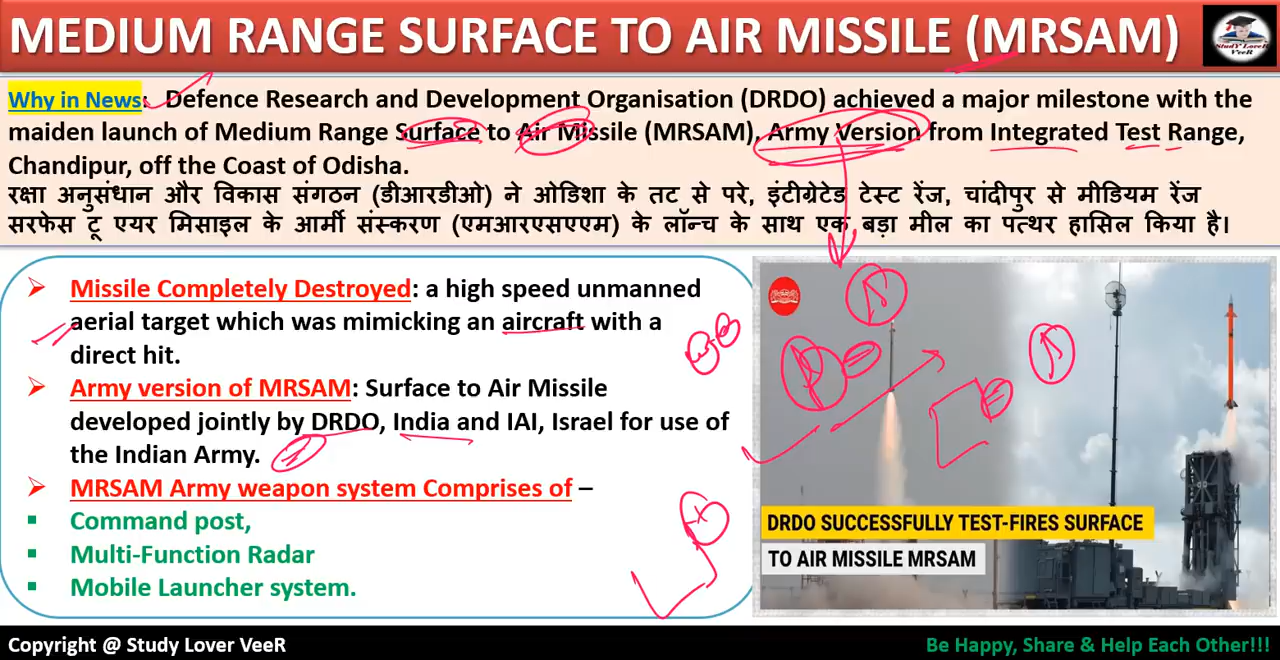 MEDIUM RANGE SURFACE TO AIR MISSILE (MRSAM)
StudY LoveR
VeeR
Why in News: Defence Research and Development Organisation (DRDO) achieved a major milestone with the
maiden launch of Medium Range Surface to Air Missile (MRSAM), Army Version from Integrated Test Range,
Chandipur, off the Coast of Odisha.
रक्षा अनुसंधान और विकास संगठन (डीआरडीओ) ने ओडिशा के तट से परे, इंटीग्रेटेड टेस्ट रेंज, चांदीपुर से मीडियम रेंज
सरफेस टू एयर मिसाइल के आर्मी संस्करण (एमआरएसएएम) के लॉन्च के साथ एक बड़ा मील का पत्थर हासिल किया है।
Missile Completely Destroyed: a high speed unmanned
aerial target which was mimicking an aircraft with a
direct hit.
Army version of MRSAM: Surface to Air Missile
developed jointly by DRDO, India and IAI, Israel for use of
the Indian Army.
MRSAM Army weapon system Comprises of –
Command post,
Multi-Function Radar
Mobile Launcher system.
DRDO SUCCESSFULLY TEST-FIRES SURFACE
TO AIR MISSILE MRSAM
Copyright @ Study Lover VeeR
Be Happy, Share & Help Each Other!!!